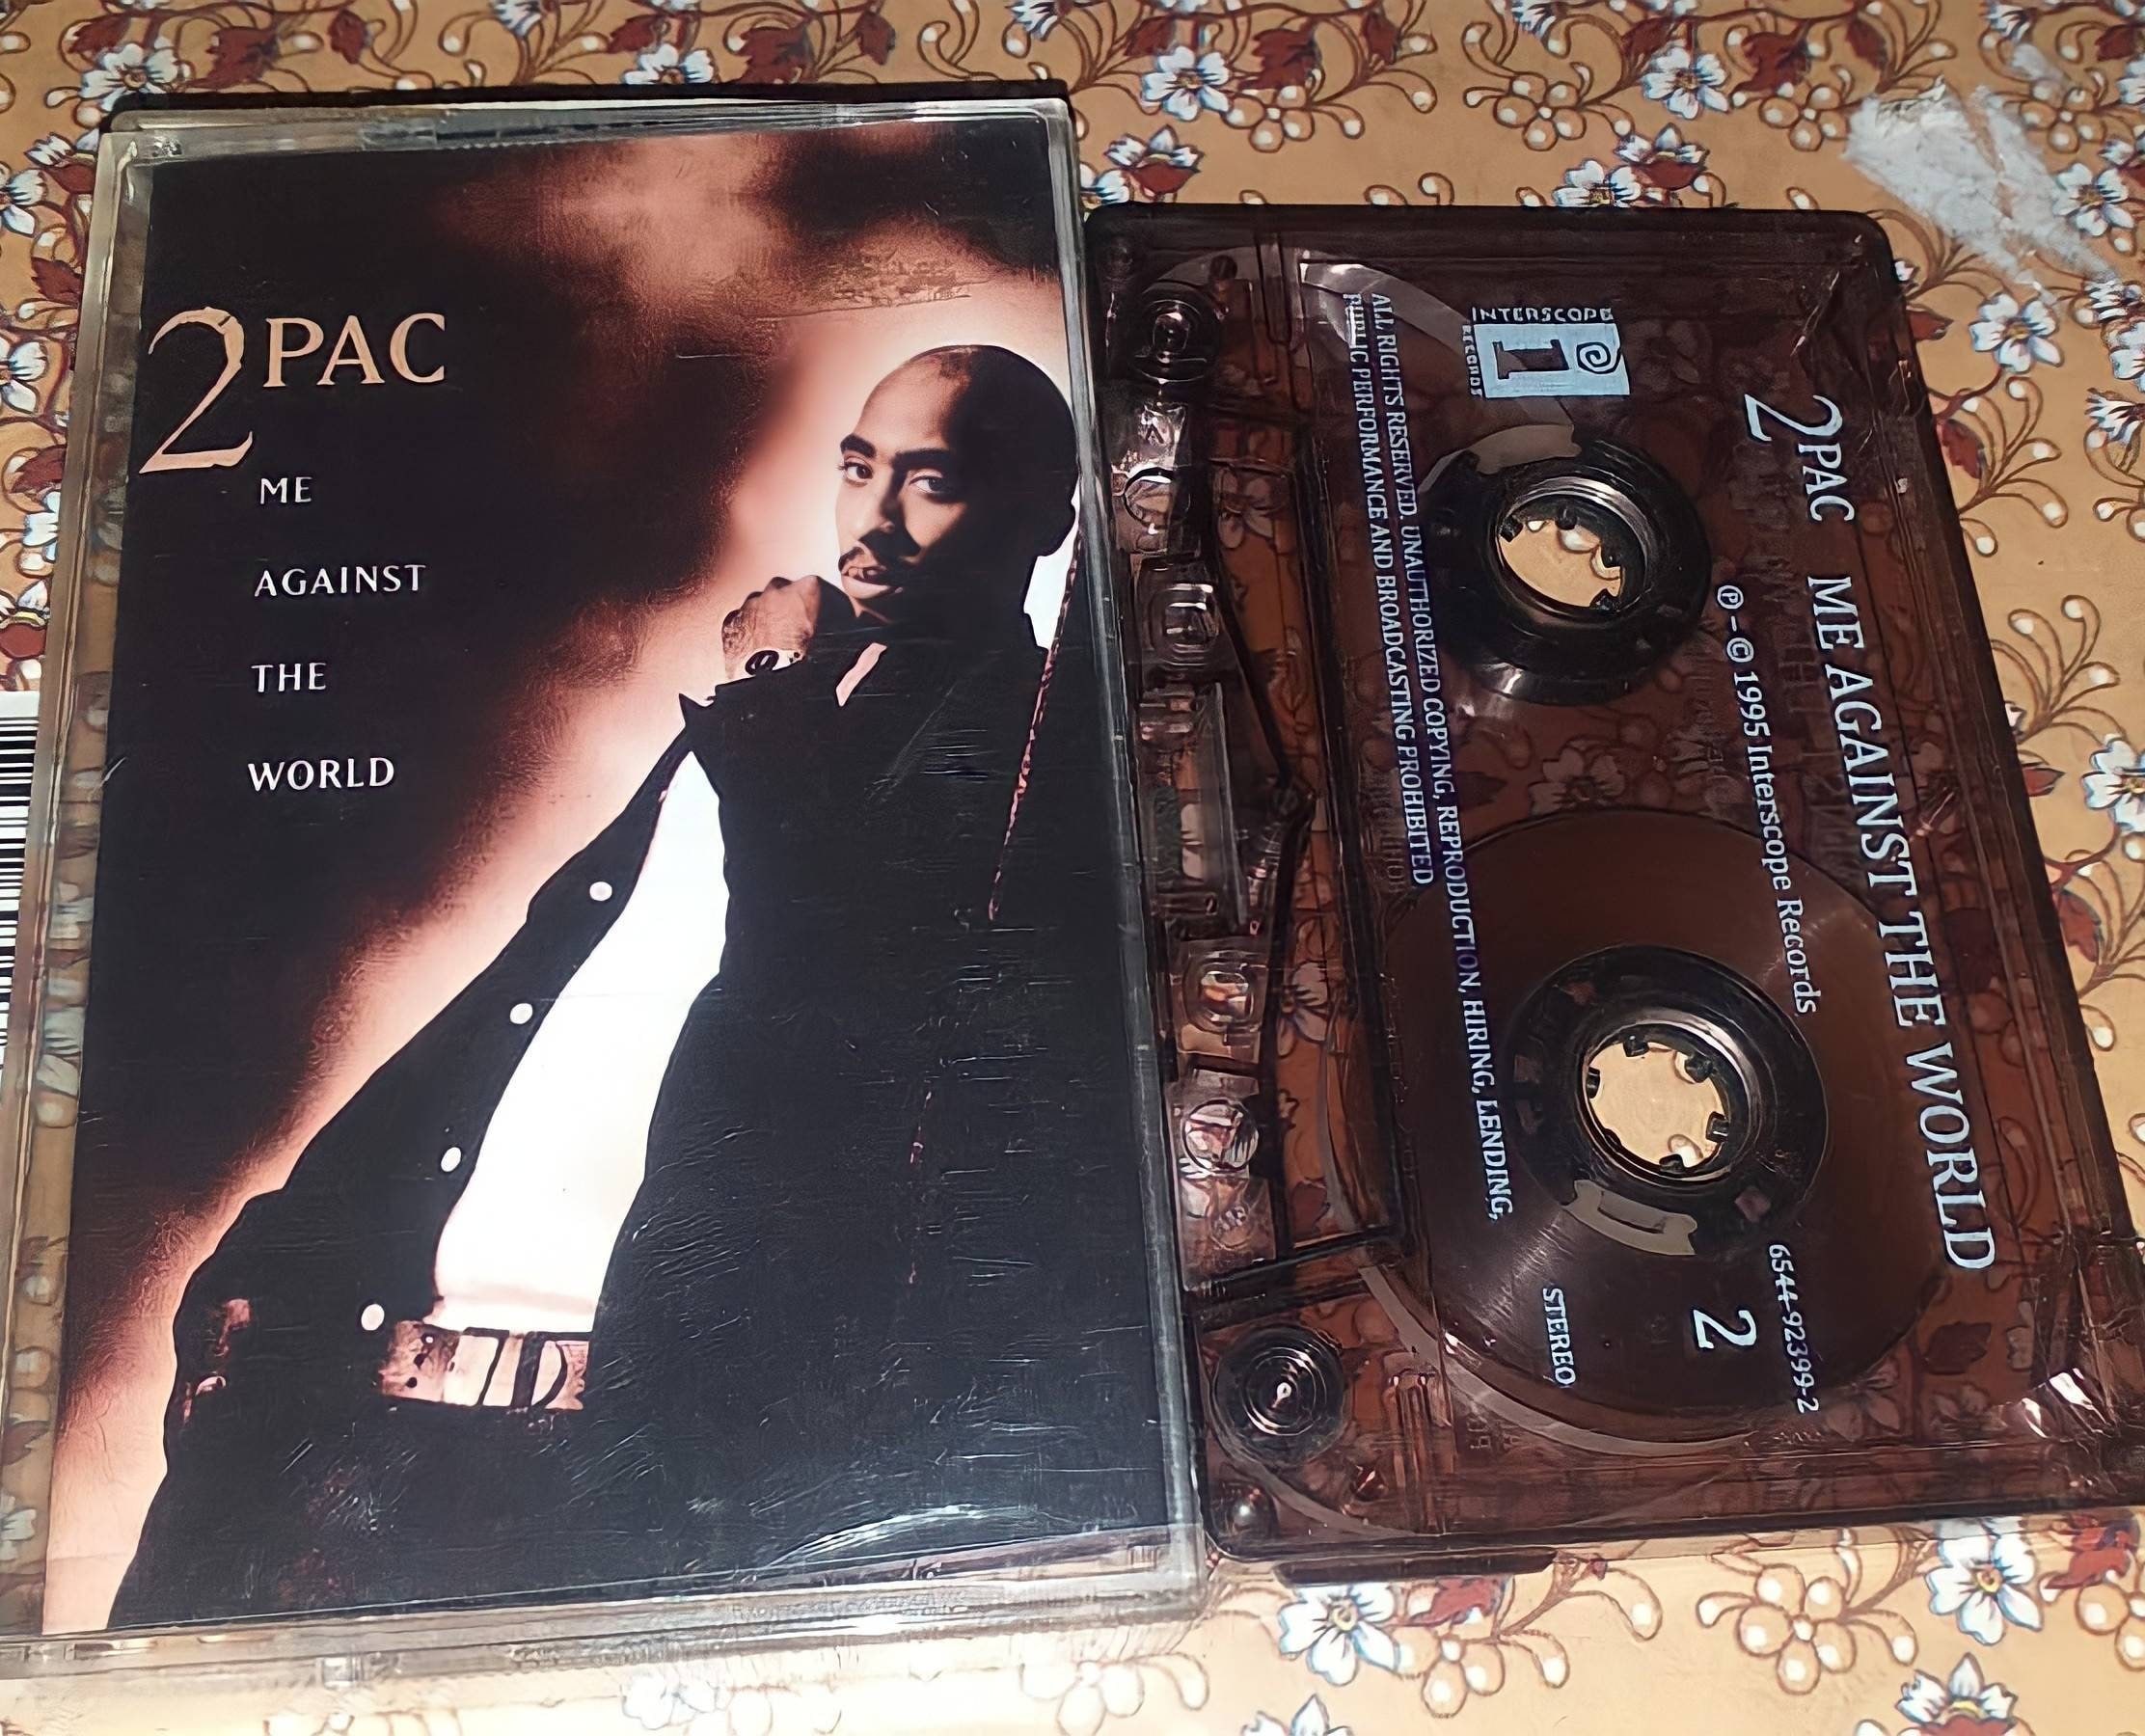 2PAC
ME
AGAINST
THE
WORLD
2PAC ME AGAINST THE WORLD
℗-© 1995 Interscope Records
6544-92399-2
2
STEREO
INTERSCOPE
RECORDS
ALL RIGHTS RESERVED. UNAUTHORIZED COPYING, REPRODUCTION, HIRING, LENDING,
PUBLIC PERFORMANCE AND BROADCASTING PROHIBITED